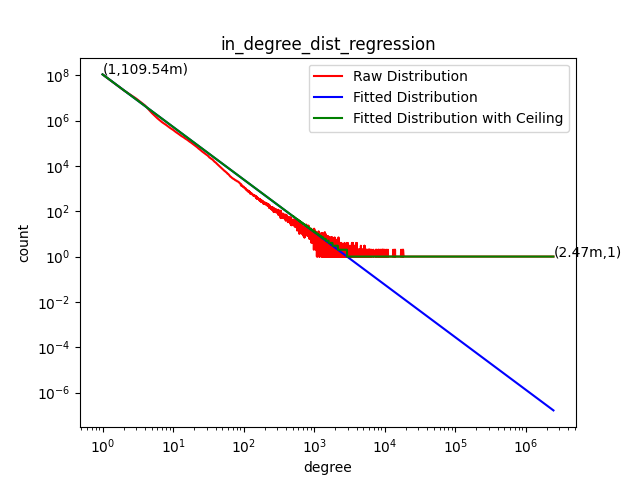 in_degree_dist_regression
(1,109.54m)
Raw Distribution
Fitted Distribution
Fitted Distribution with Ceiling
(2.47m,1)
count
10^8
10^6
10^4
10^2
10^0
10^−2
10^−4
10^−6
10^0 10^1 10^2 10^3 10^4 10^5 10^6
degree